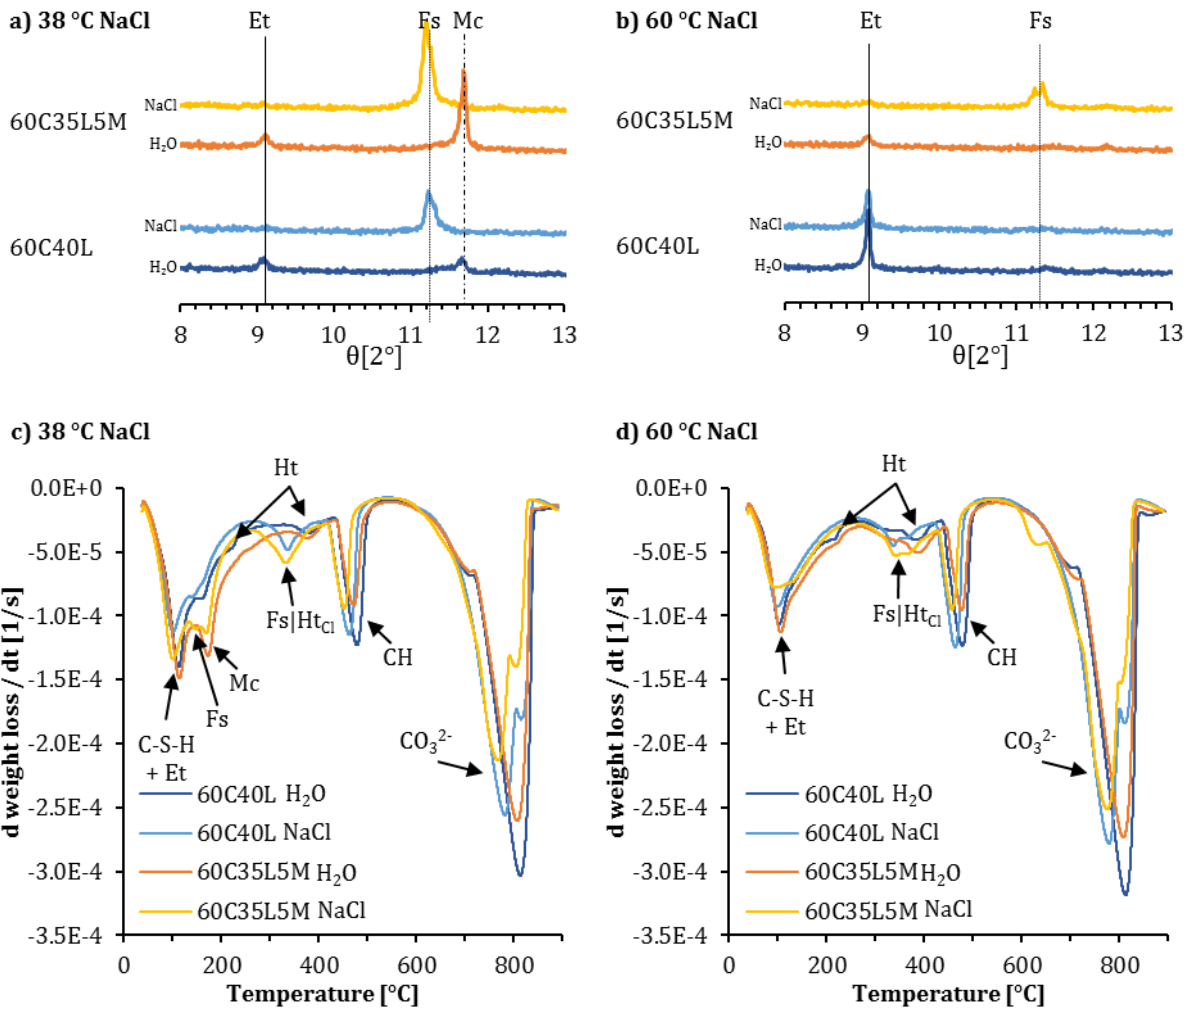 a) 38 °C NaCl
Et
Fs
Mc
60C35L5M
NaCl
H₂O
60C40L
NaCl
H₂O
8 9 10 11 12 13
θ[2°]
b) 60 °C NaCl
Et
Fs
60C35L5M
NaCl
H₂O
60C40L
NaCl
H₂O
8 9 10 11 12 13
θ[2°]
c) 38 °C NaCl
d weight loss / dt [1/s]
0.0E+0
-5.0E-5
-1.0E-4
-1.5E-4
-2.0E-4
-2.5E-4
-3.0E-4
-3.5E-4
Ht
Fs|HtCl
CH
Mc
Fs
C-S-H
+ Et
CO₃²⁻
60C40L H₂O
60C40L NaCl
60C35L5M H₂O
60C35L5M NaCl
0 200 400 600 800
Temperature [°C]
d) 60 °C NaCl
d weight loss / dt [1/s]
0.0E+0
-5.0E-5
-1.0E-4
-1.5E-4
-2.0E-4
-2.5E-4
-3.0E-4
-3.5E-4
Ht
Fs|HtCl
CH
C-S-H
+ Et
CO₃²⁻
60C40L H₂O
60C40L NaCl
60C35L5M H₂O
60C35L5M NaCl
0 200 400 600 800
Temperature [°C]